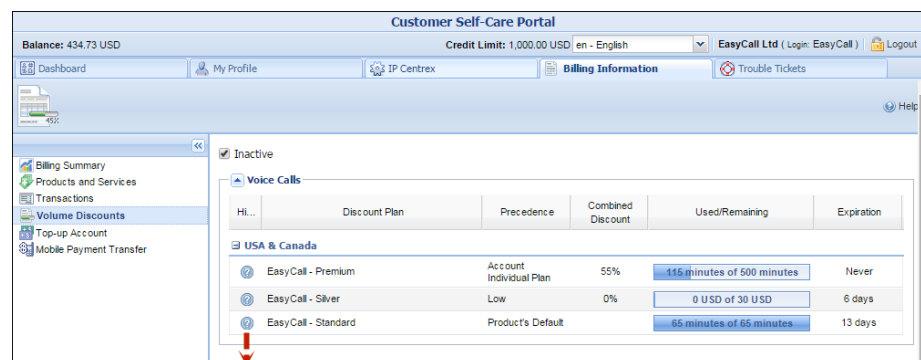 Customer Self-Care Portal
Balance: 434.73 USD Credit Limit: 1,000.00 USD en - English EasyCall Ltd ( Login: EasyCall ) Logout
Dashboard My Profile IP Centrex Billing Information Trouble Tickets
45%
Help
Billing Summary
Products and Services
Transactions
Volume Discounts
Top-up Account
Mobile Payment Transfer
Inactive
Voice Calls
Hi... Discount Plan Precedence Combined Discount Used/Remaining Expiration
USA & Canada
EasyCall - Premium Account Individual Plan 55% 115 minutes of 500 minutes Never
EasyCall - Silver Low 0% 0 USD of 30 USD 6 days
EasyCall - Standard Product's Default 65 minutes of 65 minutes 13 days